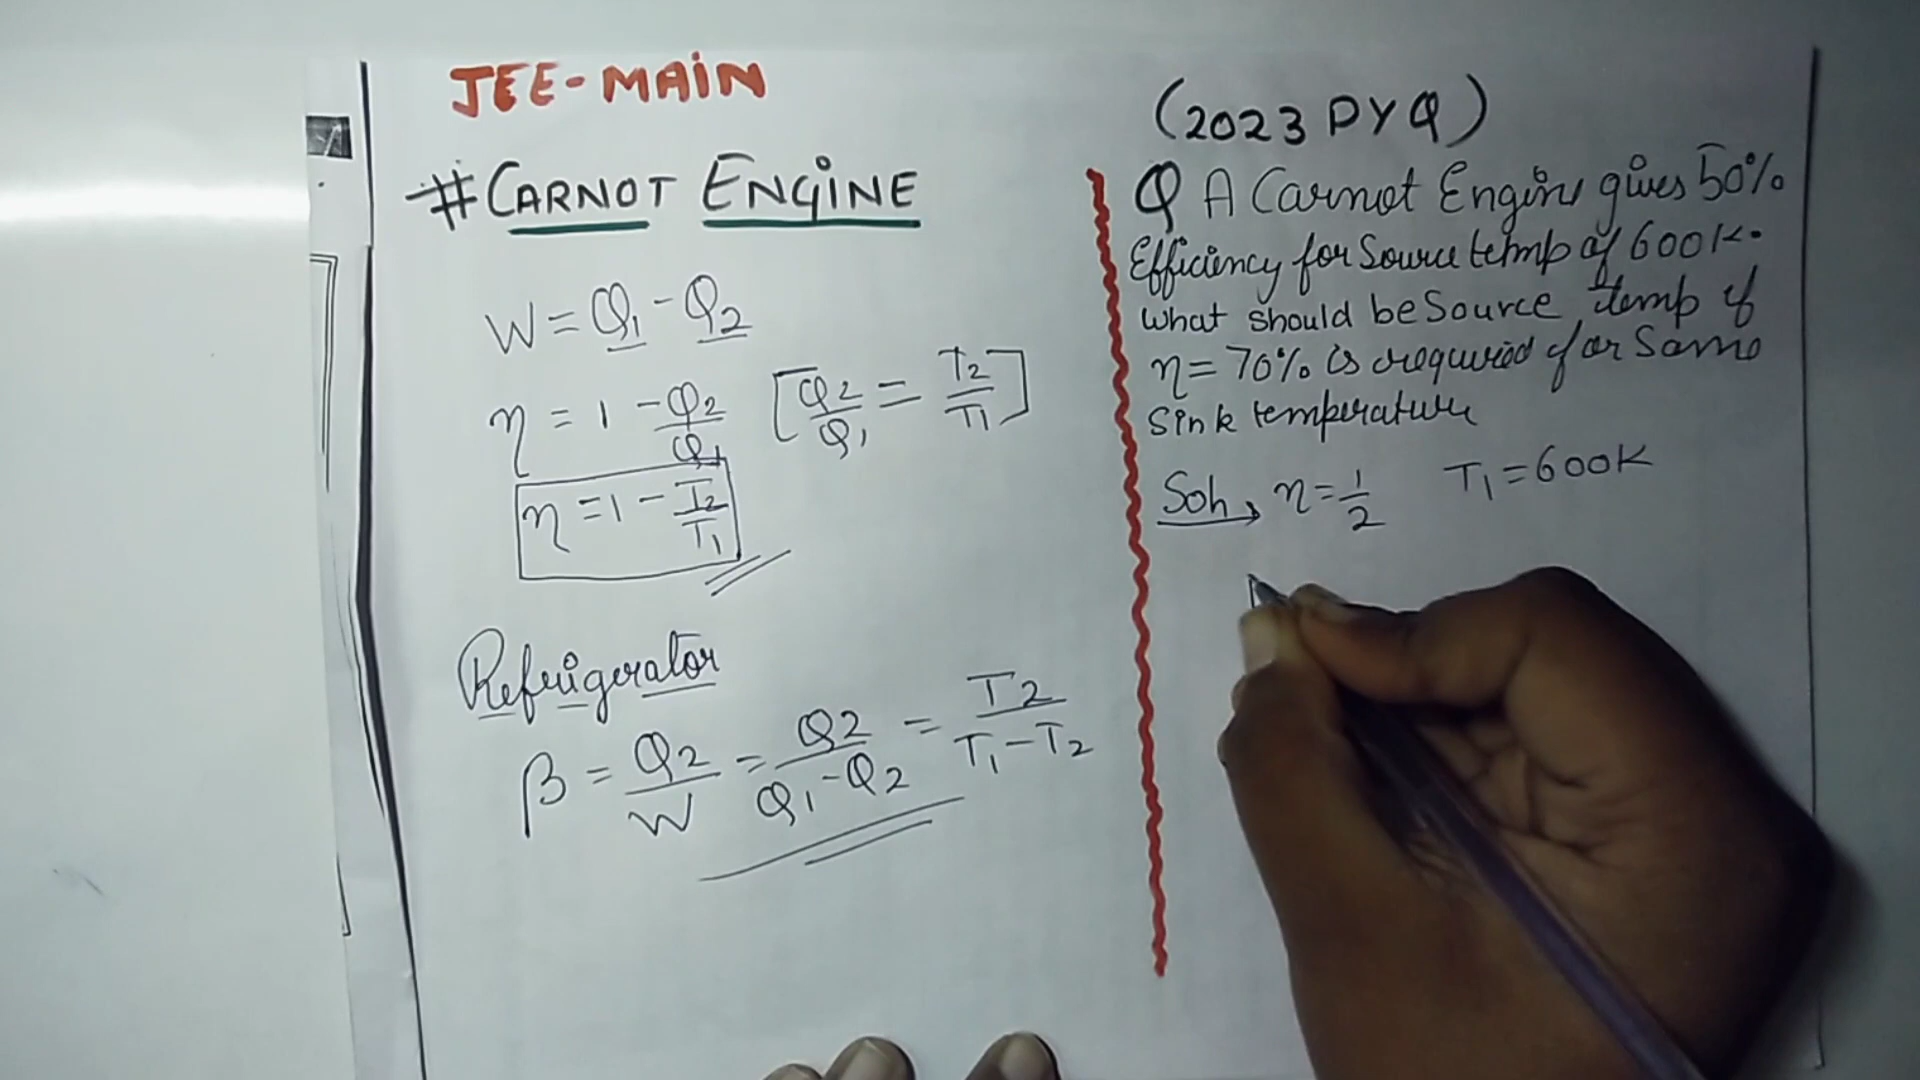 JEE-MAIN
# CARNOT ENGINE
W = Q1 - Q2
η = 1 - Q2/Q1 [Q2/Q1 = T2/T1]
η = 1 - T2/T1
Refrigerator
β = Q2/W = Q2/Q1-Q2 = T2/T1-T2
(2023 PYQ)
Q A Carnot Engine gives 50%
Efficiency for Source temp of 600K.
What should be Source temp if
η = 70% is required for Same
Sink temperature
Soln η = 1/2 T1 = 600K